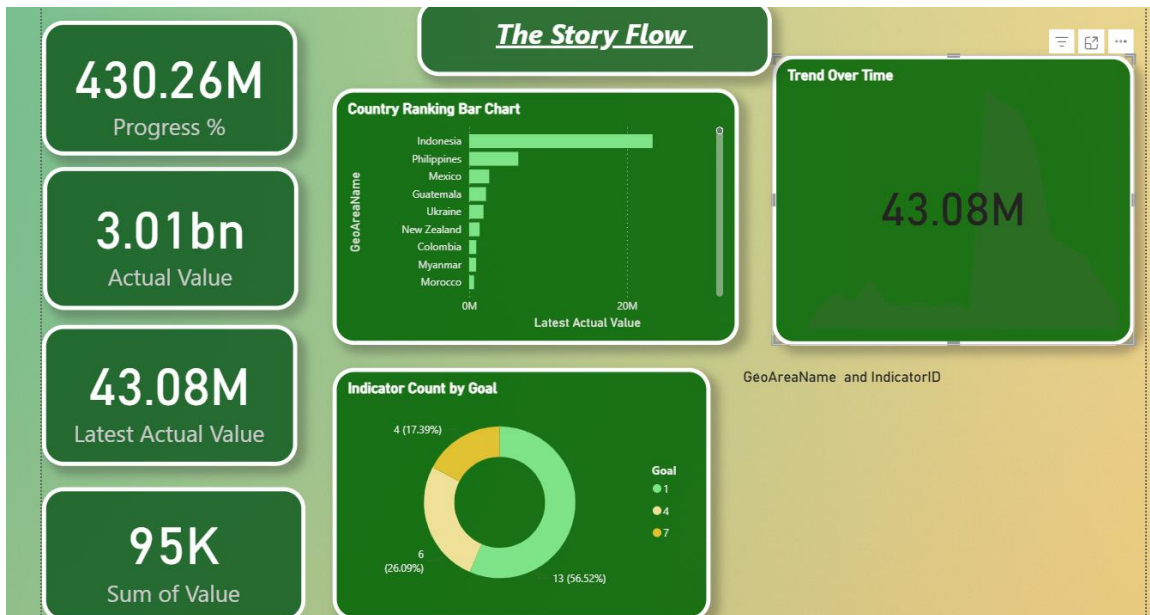 The Story Flow
430.26M
Progress %
3.01bn
Actual Value
43.08M
Latest Actual Value
95K
Sum of Value
Country Ranking Bar Chart
GeoAreaName
Indonesia
Philippines
Mexico
Guatemala
Ukraine
New Zealand
Colombia
Myanmar
Morocco
0M 20M
Latest Actual Value
Indicator Count by Goal
4 (17.39%)
6
(26.09%)
13 (56.52%)
Goal
1
4
7
Trend Over Time
43.08M
GeoAreaName and IndicatorID